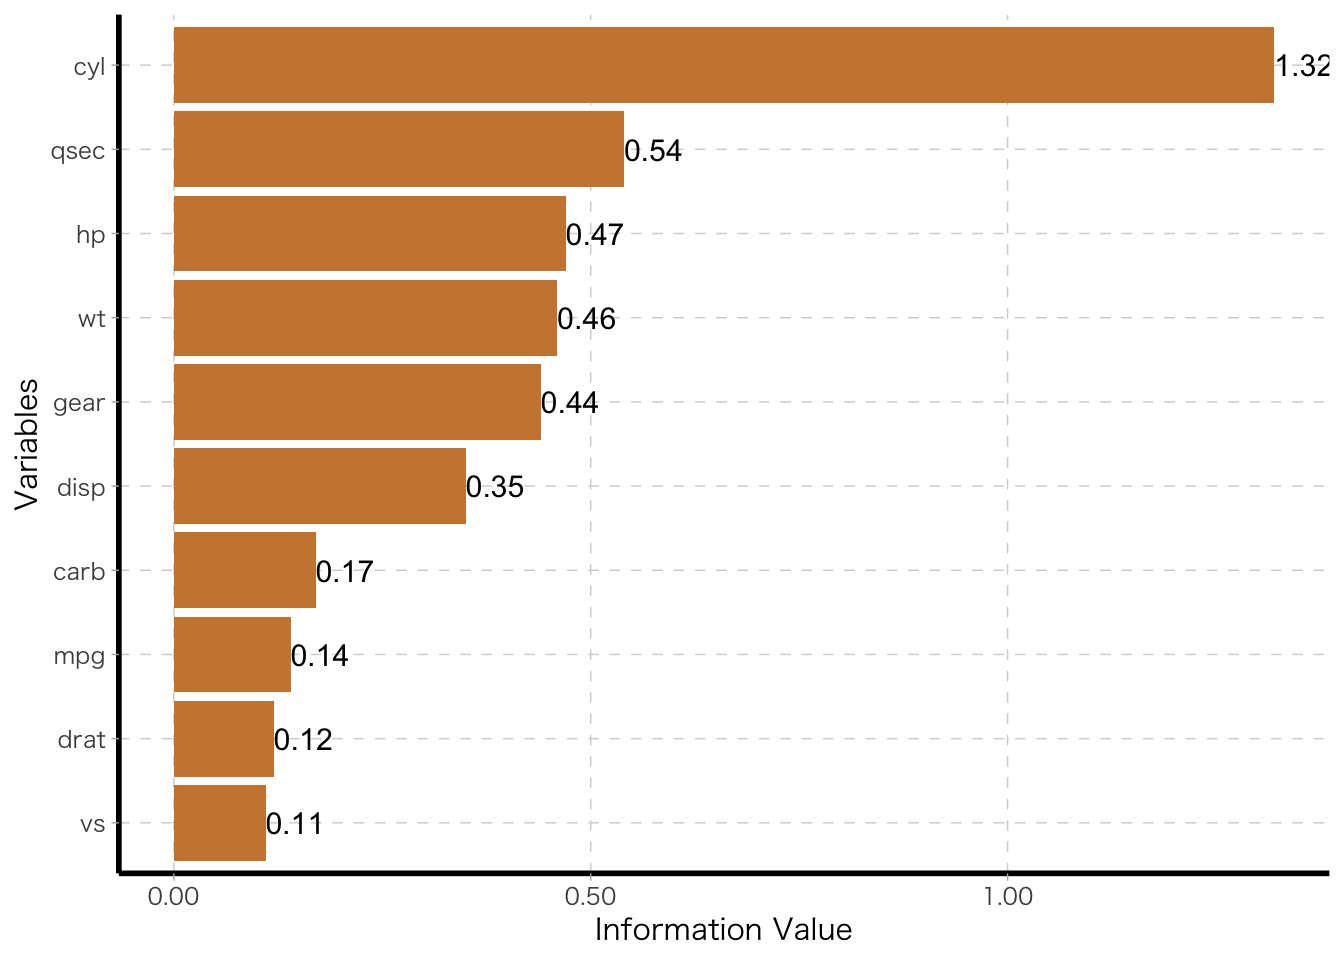 cyl 1.32
qsec 0.54
hp 0.47
wt 0.46
gear 0.44
disp 0.35
carb 0.17
mpg 0.14
drat 0.12
vs 0.11
Variables
0.00 0.50 1.00
Information Value